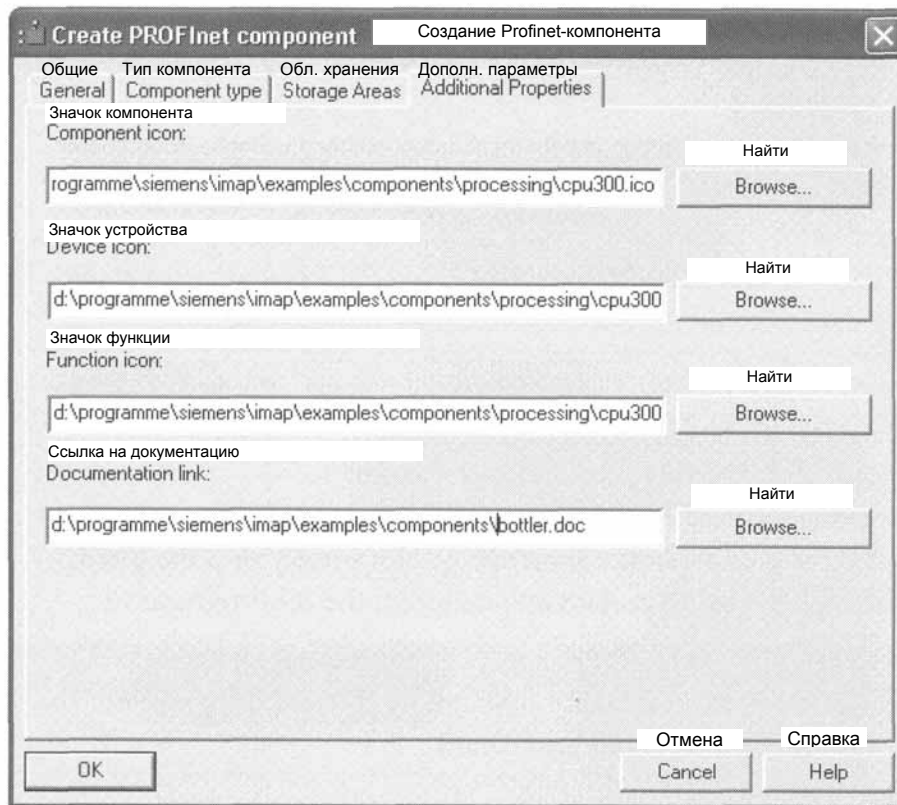 Create PROFInet component Создание Profinet-компонента
Общие Тип компонента Обл. хранения Дополн. параметры
General Component type Storage Areas Additional Properties
Значок компонента
Component icon:
Найти
rogramme\siemens\imap\examples\components\processing\cpu300.ico Browse...
Значок устройства
Device icon:
Найти
d:\programme\siemens\imap\examples\components\processing\cpu300 Browse...
Значок функции
Function icon:
Найти
d:\programme\siemens\imap\examples\components\processing\cpu300 Browse...
Ссылка на документацию
Documentation link:
Найти
d:\programme\siemens\imap\examples\components\bottler.doc Browse...
Отмена Справка
OK Cancel Help